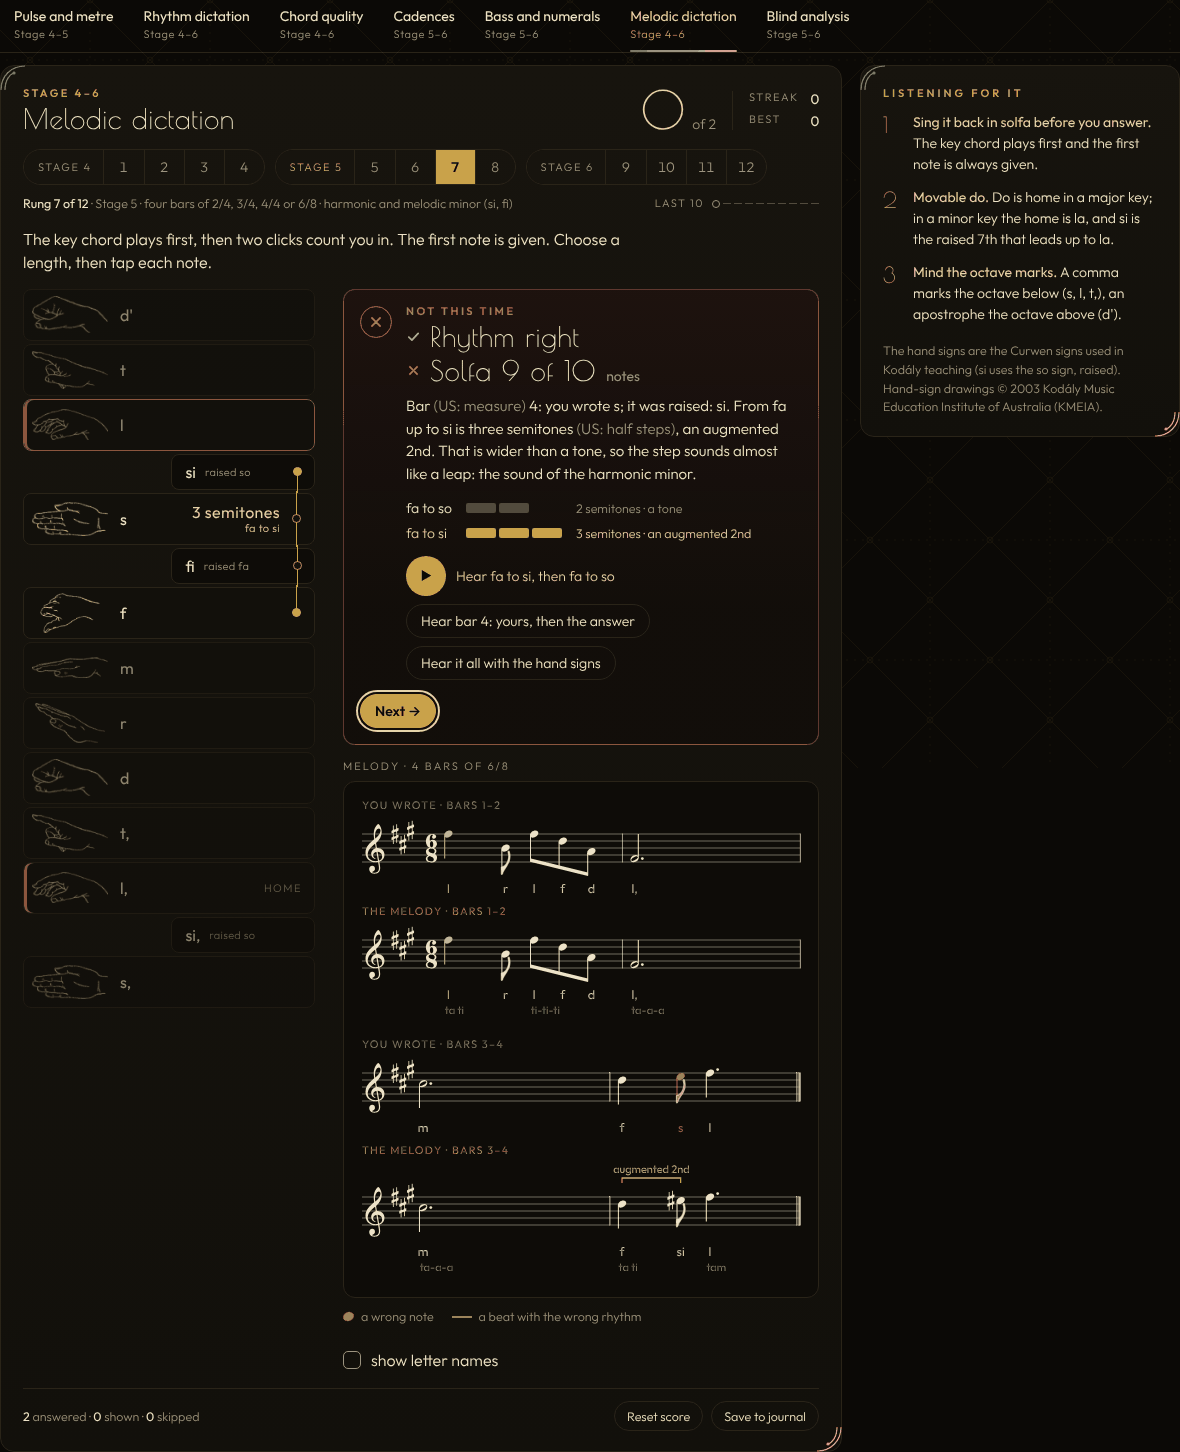 Pulse and metre
Stage 4–5
Rhythm dictation
Stage 4–6
Chord quality
Stage 4–6
Cadences
Stage 5–6
Bass and numerals
Stage 5–6
Melodic dictation
Stage 4–6
Blind analysis
Stage 5–6
STAGE 4–6
Melodic dictation
of 2
STREAK 0
BEST 0
STAGE 4 1 2 3 4
STAGE 5 5 6 7 8
STAGE 6 9 10 11 12
Rung 7 of 12 · Stage 5 · four bars of 2/4, 3/4, 4/4 or 6/8 · harmonic and melodic minor (si, fi)
LAST 10
The key chord plays first, then two clicks count you in. The first note is given. Choose a
length, then tap each note.
d'
t
l
si raised so
s 3 semitones
fa to si
fi raised fa
f
m
r
d
t,
l, HOME
si, raised so
s,
NOT THIS TIME
Rhythm right
Solfa 9 of 10 notes
Bar (US: measure) 4: you wrote s; it was raised: si. From fa
up to si is three semitones (US: half steps), an augmented
2nd. That is wider than a tone, so the step sounds almost
like a leap: the sound of the harmonic minor.
fa to so 2 semitones · a tone
fa to si 3 semitones · an augmented 2nd
Hear fa to si, then fa to so
Hear bar 4: yours, then the answer
Hear it all with the hand signs
Next →
MELODY · 4 BARS OF 6/8
YOU WROTE · BARS 1–2
6
8
l r l f d l,
THE MELODY · BARS 1–2
6
8
l r l f d l,
ta ti ti-ti-ti ta-a-a
YOU WROTE · BARS 3–4
m f s l
THE MELODY · BARS 3–4
augmented 2nd
m f si l
ta-a-a ta ti tam
a wrong note a beat with the wrong rhythm
show letter names
2 answered · 0 shown · 0 skipped
Reset score
Save to journal
LISTENING FOR IT
1 Sing it back in solfa before you answer.
The key chord plays first and the first
note is always given.
2 Movable do. Do is home in a major key;
in a minor key the home is la, and si is
the raised 7th that leads up to la.
3 Mind the octave marks. A comma
marks the octave below (s, l, t,), an
apostrophe the octave above (d’).
The hand signs are the Curwen signs used in
Kodály teaching (si uses the so sign, raised).
Hand-sign drawings © 2003 Kodály Music
Education Institute of Australia (KMEIA).